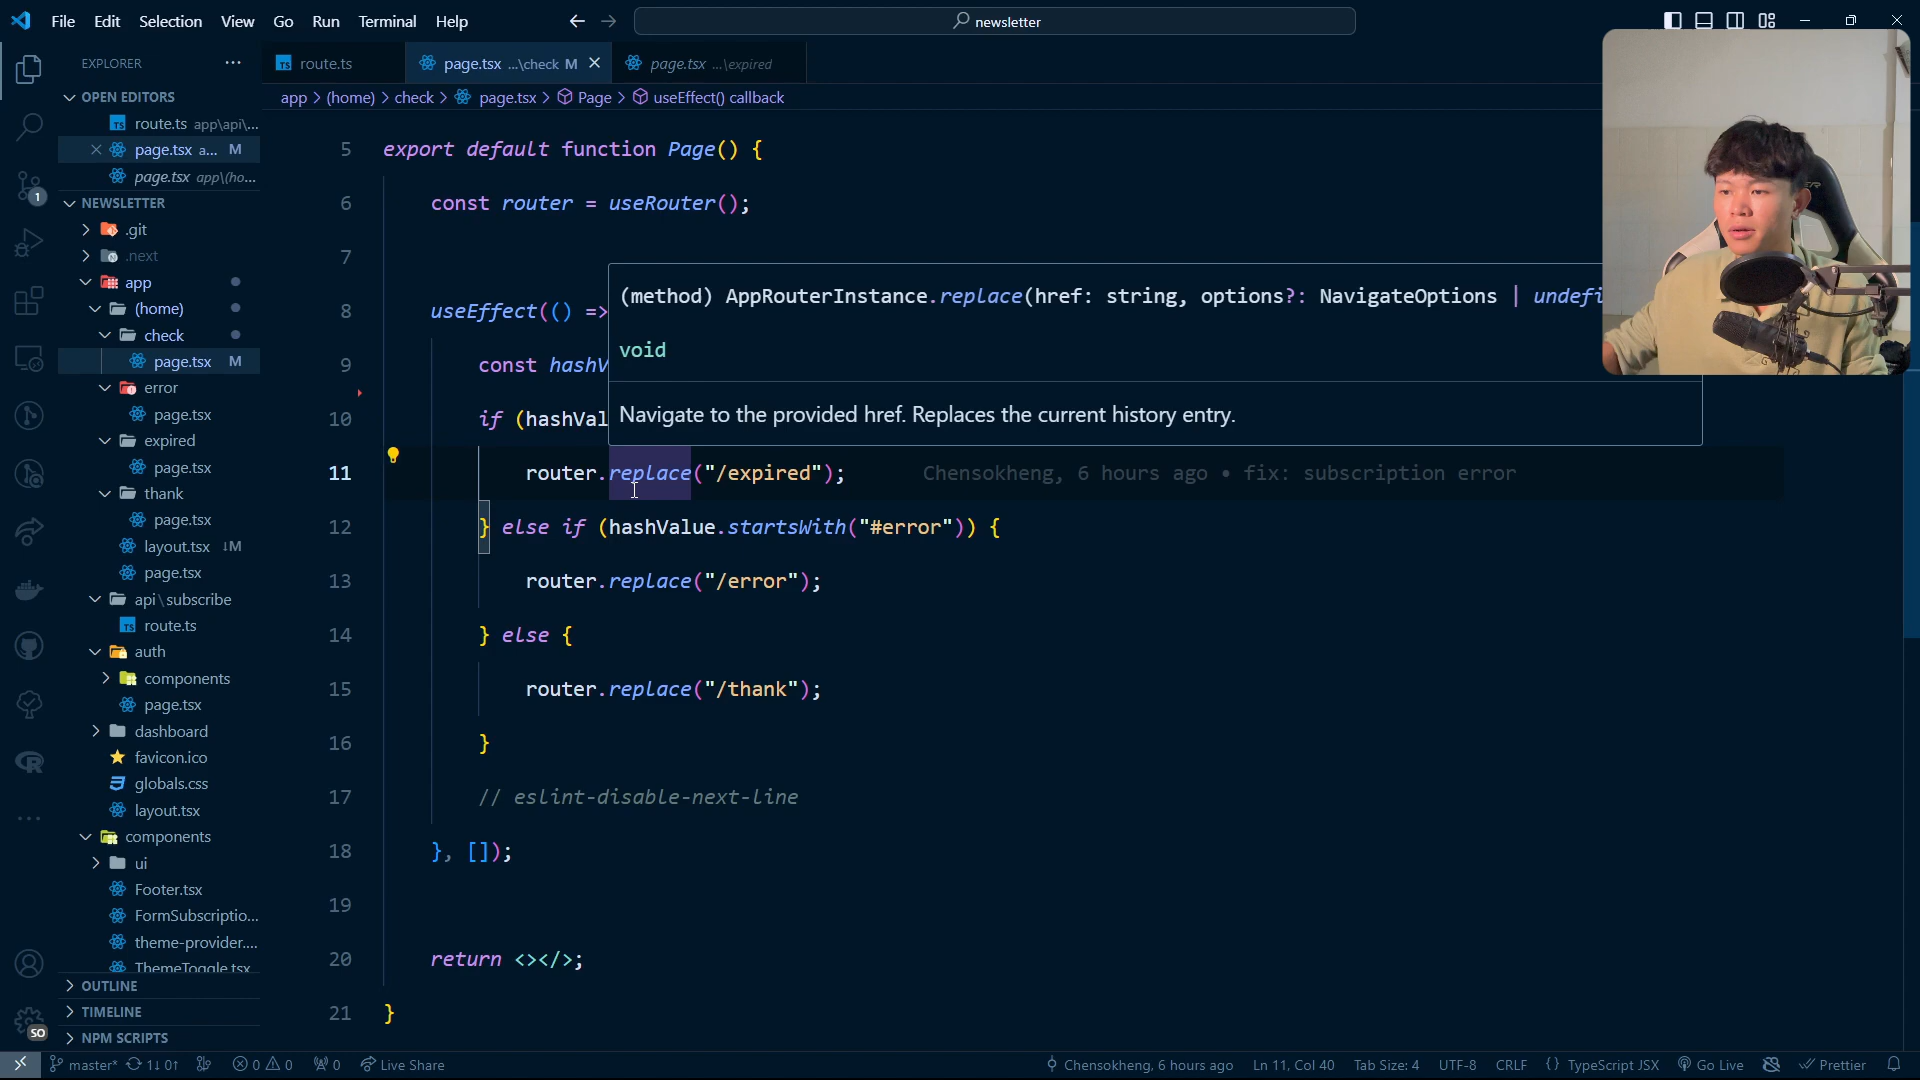 File Edit Selection View Go Run Terminal Help
newsletter
EXPLORER
route.ts
page.tsx ...\check M
page.tsx ...\expired
OPEN EDITORS
route.ts app\api\...
page.tsx a... M
page.tsx app\(ho...
NEWSLETTER
.git
.next
app
(home)
check
page.tsx M
error
page.tsx
expired
page.tsx
thank
page.tsx
layout.tsx ↓M
page.tsx
api\subscribe
route.ts
auth
components
page.tsx
dashboard
favicon.ico
globals.css
layout.tsx
components
ui
Footer.tsx
FormSubscriptio...
theme-provider....
ThemeToggle.tsx
OUTLINE
TIMELINE
NPM SCRIPTS
1
SO
app > (home) > check > page.tsx > Page > useEffect() callback
5 export default function Page() {
6 const router = useRouter();
7
8 useEffect(() =>
9 const hashV
10 if (hashVal
(method) AppRouterInstance.replace(href: string, options?: NavigateOptions | undefi
void
Navigate to the provided href. Replaces the current history entry.
11 router.replace("/expired"); Chensokheng, 6 hours ago • fix: subscription error
12 } else if (hashValue.startsWith("#error")) {
13 router.replace("/error");
14 } else {
15 router.replace("/thank");
16 }
17 // eslint-disable-next-line
18 }, []);
19
20 return <></>;
21 }
master* 1↓ 0↑ 0 0 0 Live Share Chensokheng, 6 hours ago Ln 11, Col 40 Tab Size: 4 UTF-8 CRLF {} TypeScript JSX Go Live Prettier